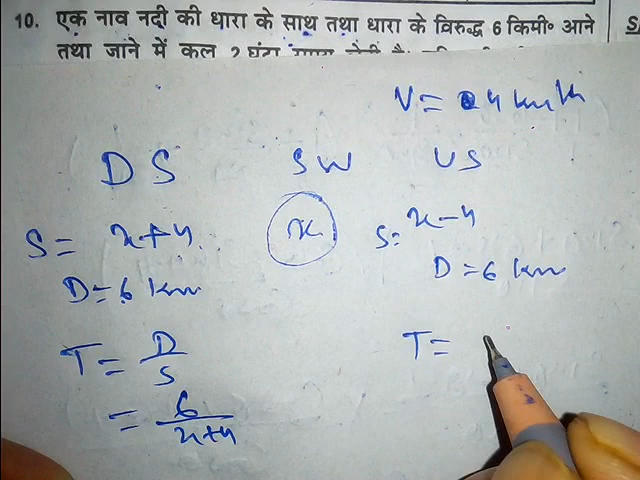 10. एक नाव नदी की धारा के साथ तथा धारा के विरुद्ध 6 किमी० आने
तथा जाने में कुल 2 घंटा
V = 4 km/h
DS SW US
S = x+4 x S = x-4
D = 6 km D = 6 km
T = D/S T =
= 6/x+4